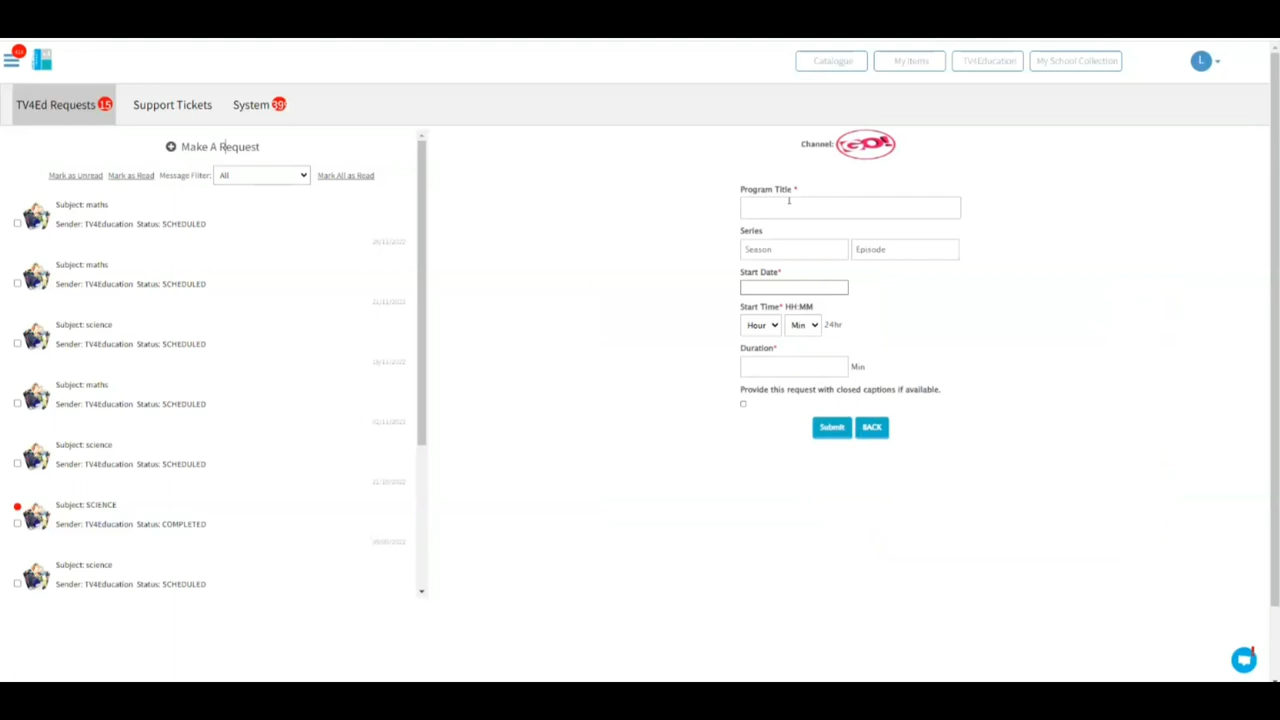 Catalogue
My Items
TV4Education
My School Collection
L
TV4Ed Requests 15
Support Tickets
System
Make A Request
Mark as Unread Mark as Read Message Filter: All Mark All as Read
Subject: maths
Sender: TV4Education Status: SCHEDULED
Subject: maths
Sender: TV4Education Status: SCHEDULED
Subject: science
Sender: TV4Education Status: SCHEDULED
Subject: maths
Sender: TV4Education Status: SCHEDULED
Subject: science
Sender: TV4Education Status: SCHEDULED
Subject: SCIENCE
Sender: TV4Education Status: COMPLETED
Subject: science
Sender: TV4Education Status: SCHEDULED
Channel: GO!
Program Title *
Series
Season Episode
Start Date*
Start Time* HH:MM
Hour Min 24hr
Duration*
Min
Provide this request with closed captions if available.
Submit BACK